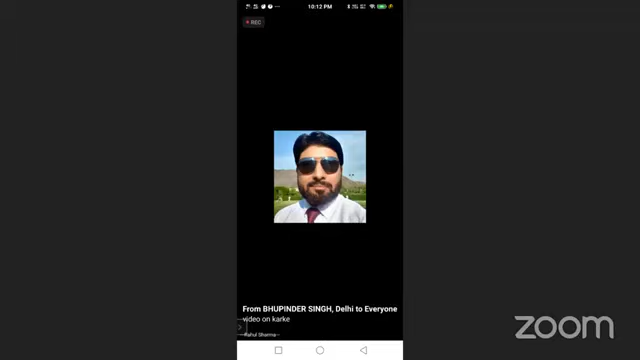 10:12 PM
REC
From BHUPINDER SINGH, Delhi to Everyone
video on karke
Rahul Sharma
zoom